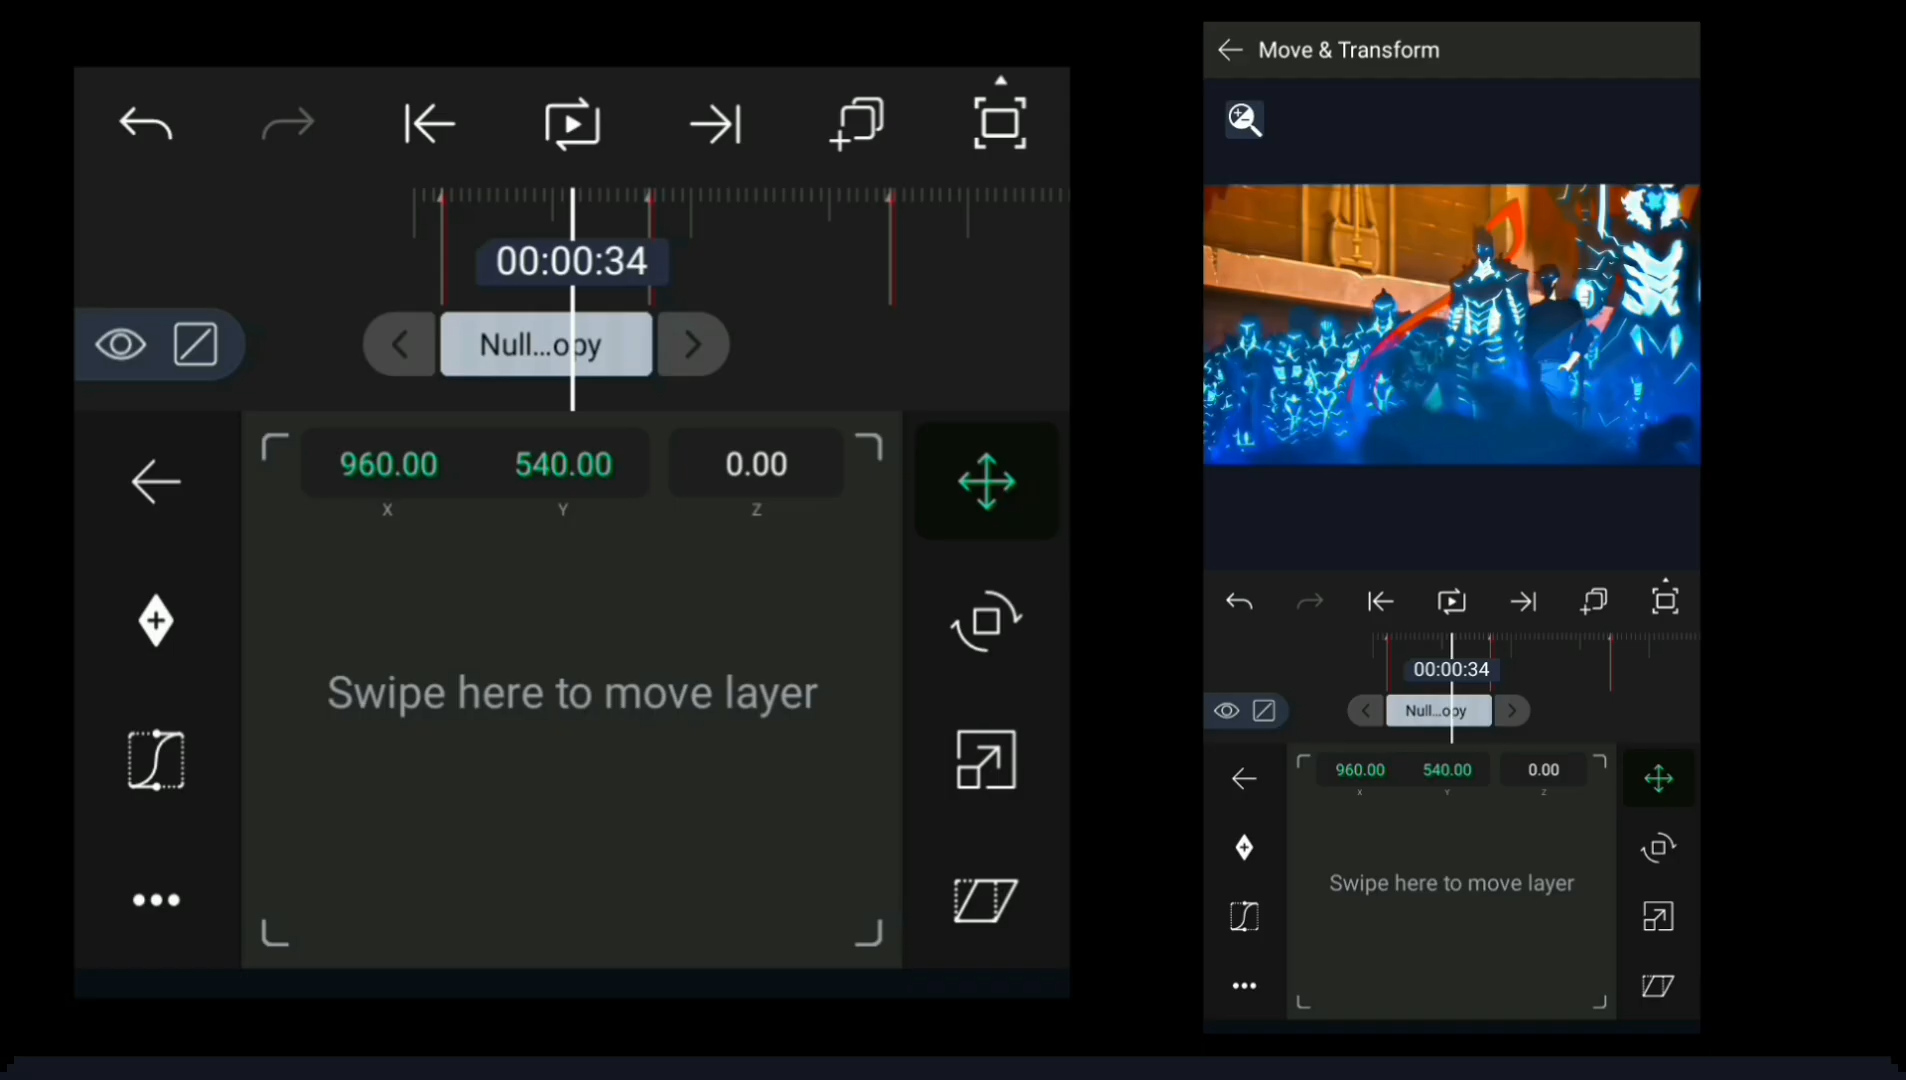 00:00:34
Null...opy
960.00 540.00 0.00
X Y Z
Swipe here to move layer
Move & Transform
00:00:34
Null...opy
960.00 540.00 0.00
X Y Z
Swipe here to move layer